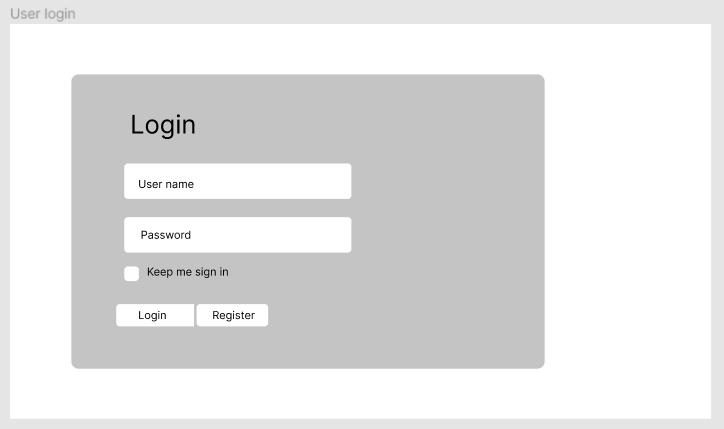 User login
Login
User name
Password
Keep me sign in
Login
Register